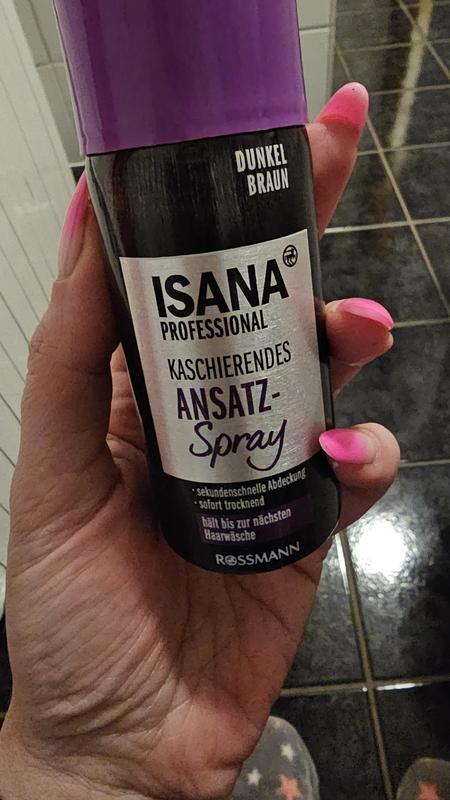 DUNKEL
BRAUN
ISANA
PROFESSIONAL
KASCHIERENDES
ANSATZ-
Spray
· sekundenschnelle Abdeckung
· sofort trocknend
hält bis zur nächsten
Haarwäsche
ROSSMANN